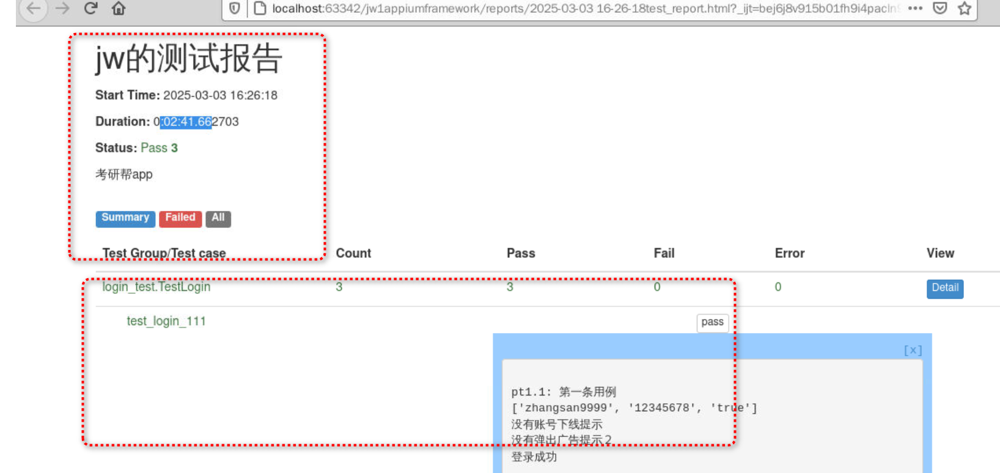 localhost:63342/jw1appiumframework/reports/2025-03-03 16-26-18test_report.html?_ijt=bej6j8v915b01fh9i4pacln
jw的测试报告
Start Time: 2025-03-03 16:26:18
Duration: 0:02:41.662703
Status: Pass 3
考研帮app
Summary Failed All
Test Group/Test case Count Pass Fail Error View
login_test.TestLogin 3 3 0 0 Detail
test_login_111 pass
[x]
pt1.1: 第一条用例
['zhangsan9999', '12345678', 'true']
没有账号下线提示
没有弹出广告提示2
登录成功